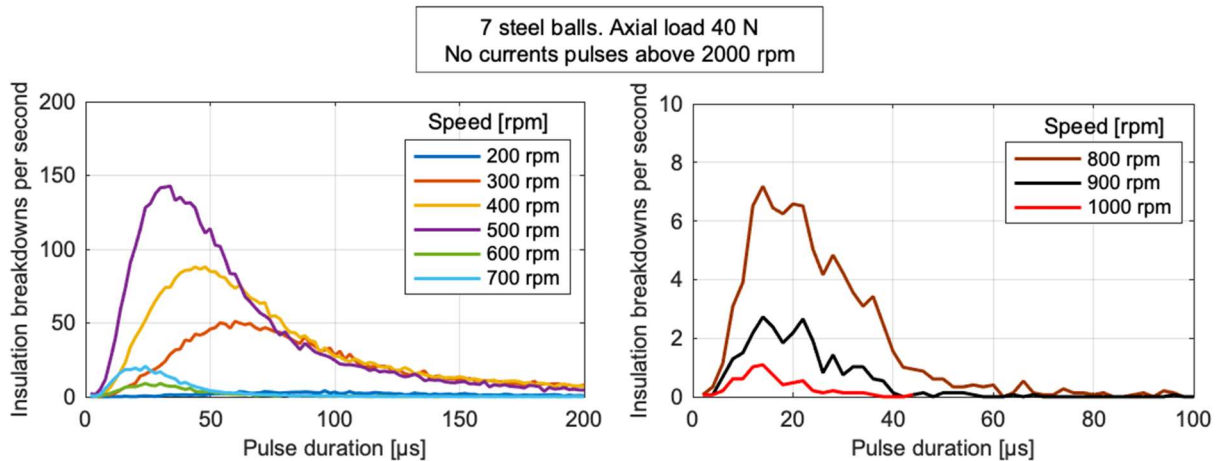 7 steel balls. Axial load 40 N
No currents pulses above 2000 rpm
Insulation breakdowns per second
200
150
100
50
0
0
50
100
150
200
Pulse duration [µs]
Speed [rpm]
200 rpm
300 rpm
400 rpm
500 rpm
600 rpm
700 rpm
Insulation breakdowns per second
10
8
6
4
2
0
0
20
40
60
80
100
Pulse duration [µs]
Speed [rpm]
800 rpm
900 rpm
1000 rpm